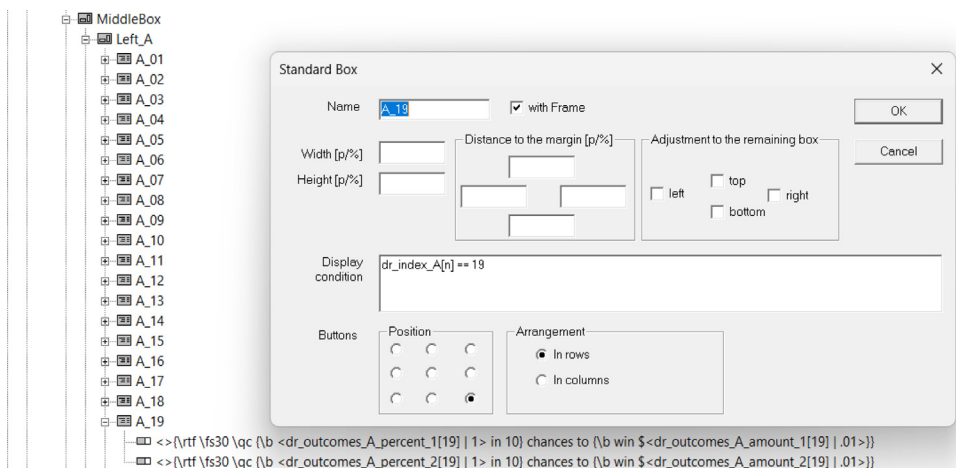 MiddleBox
Left_A
A_01
A_02
A_03
A_04
A_05
A_06
A_07
A_08
A_09
A_10
A_11
A_12
A_13
A_14
A_15
A_16
A_17
A_18
A_19
<>{\rtf \fs30 \qc {\b <dr_outcomes_A_percent_1[19] | 1> in 10} chances to {\b win $<dr_outcomes_A_amount_1[19] | .01>}}
<>{\rtf \fs30 \qc {\b <dr_outcomes_A_percent_2[19] | 1> in 10} chances to {\b win $<dr_outcomes_A_amount_2[19] | .01>}}
Standard Box
Name A_19 with Frame OK
Width [p/%] Distance to the margin [p/%] Adjustment to the remaining box Cancel
Height [p/%]
left top right
bottom
Display condition dr_index_A[n] == 19
Buttons Position Arrangement
In rows
In columns